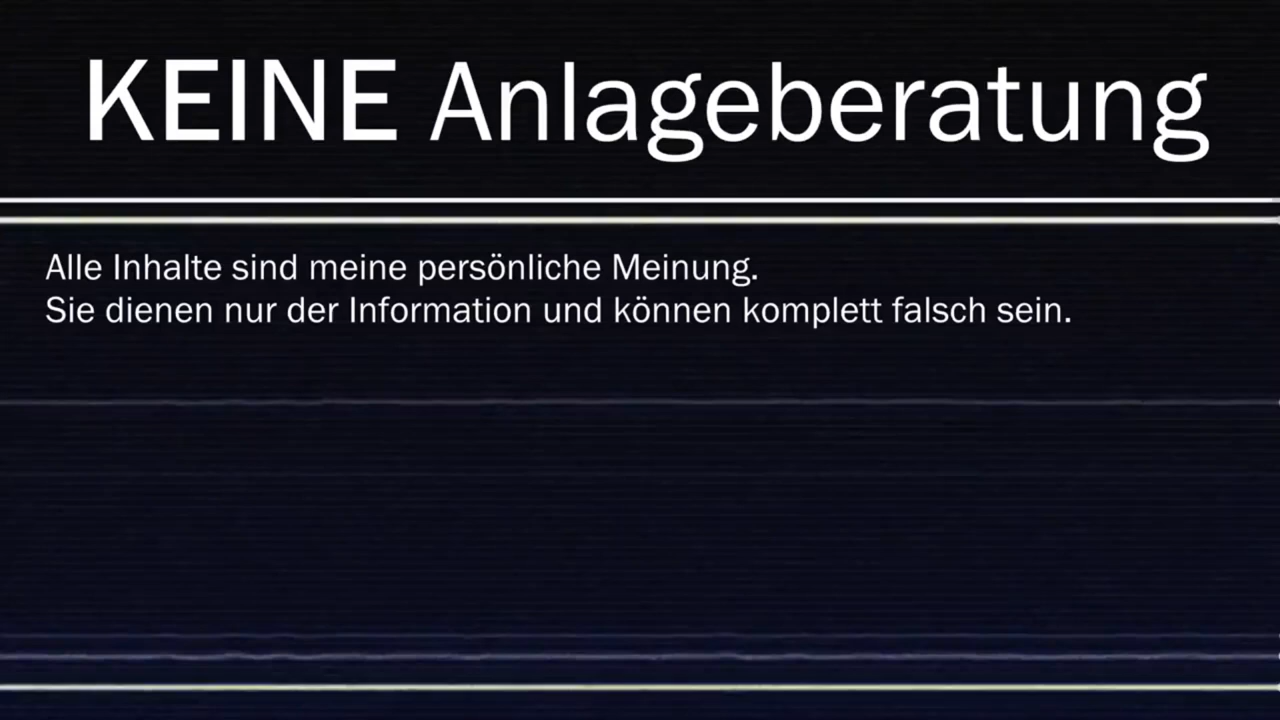 KEINE Anlageberatung
Alle Inhalte sind meine persönliche Meinung.
Sie dienen nur der Information und können komplett falsch sein.